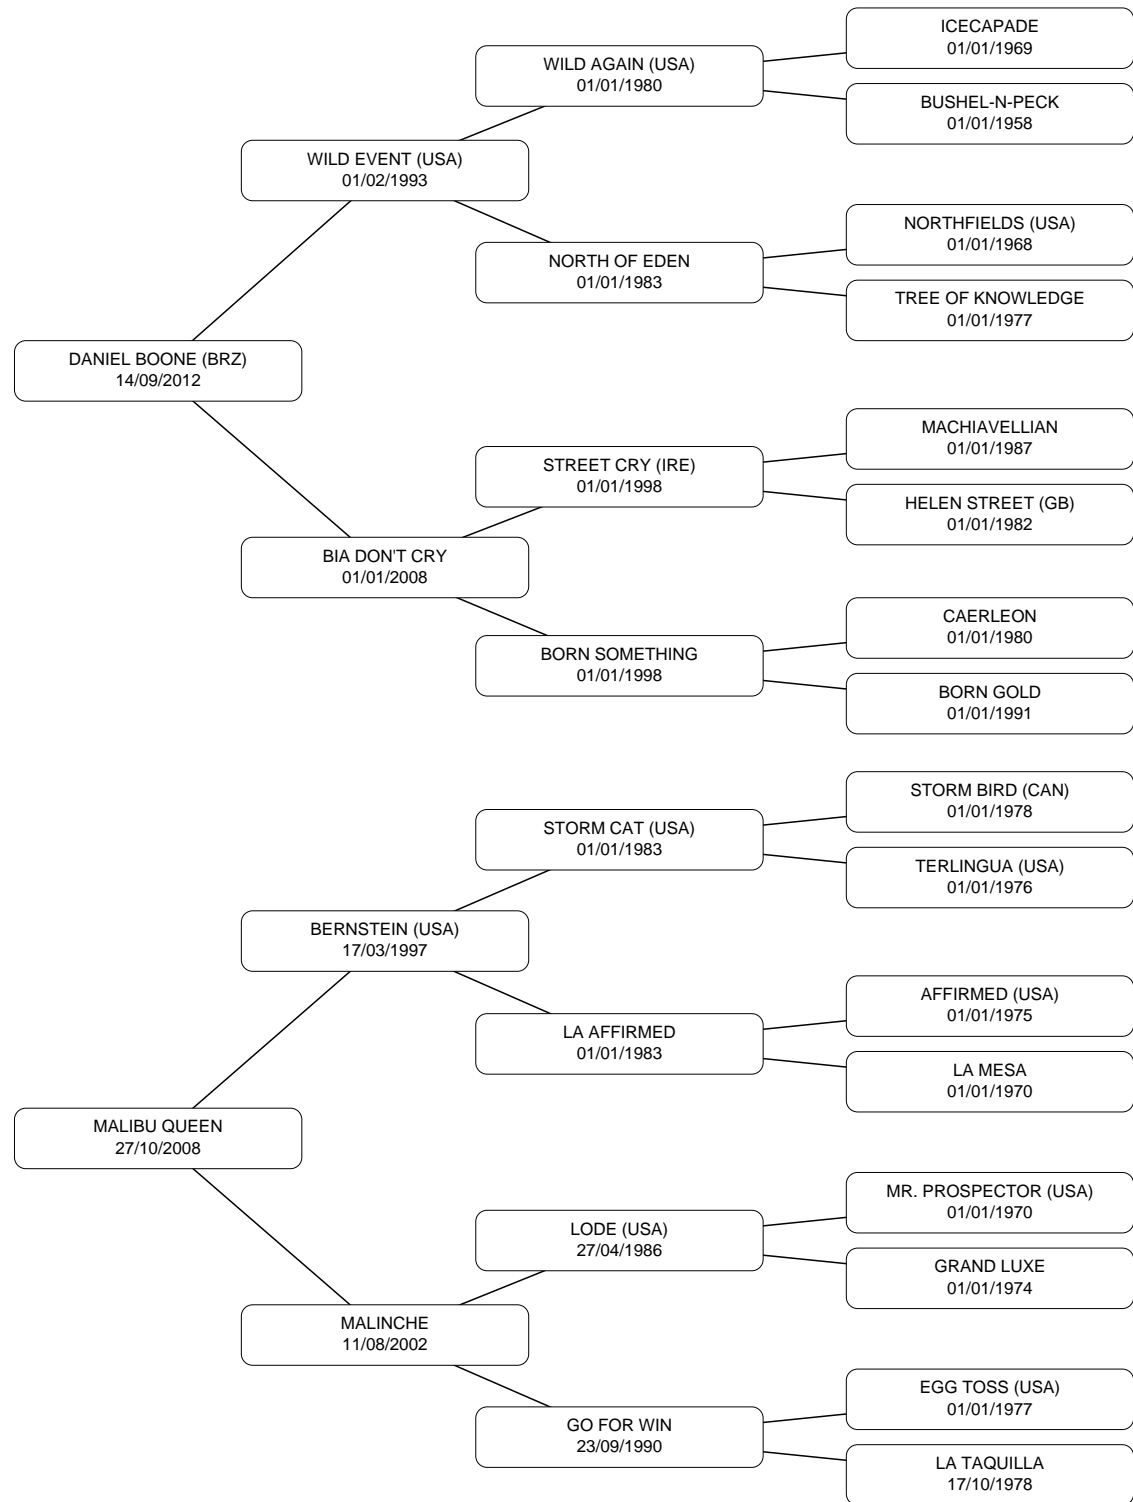 ICECAPADE
01/01/1969
WILD AGAIN (USA)
01/01/1980
BUSHEL-N-PECK
01/01/1958
WILD EVENT (USA)
01/02/1993
NORTHFIELDS (USA)
01/01/1968
NORTH OF EDEN
01/01/1983
TREE OF KNOWLEDGE
01/01/1977
DANIEL BOONE (BRZ)
14/09/2012
MACHIAVELLIAN
01/01/1987
STREET CRY (IRE)
01/01/1998
HELEN STREET (GB)
01/01/1982
BIA DON'T CRY
01/01/2008
CAERLEON
01/01/1980
BORN SOMETHING
01/01/1998
BORN GOLD
01/01/1991
STORM BIRD (CAN)
01/01/1978
STORM CAT (USA)
01/01/1983
TERLINGUA (USA)
01/01/1976
BERNSTEIN (USA)
17/03/1997
AFFIRMED (USA)
01/01/1975
LA AFFIRMED
01/01/1983
LA MESA
01/01/1970
MALIBU QUEEN
27/10/2008
MR. PROSPECTOR (USA)
01/01/1970
LODE (USA)
27/04/1986
GRAND LUXE
01/01/1974
MALINCHE
11/08/2002
EGG TOSS (USA)
01/01/1977
GO FOR WIN
23/09/1990
LA TAQUILLA
17/10/1978